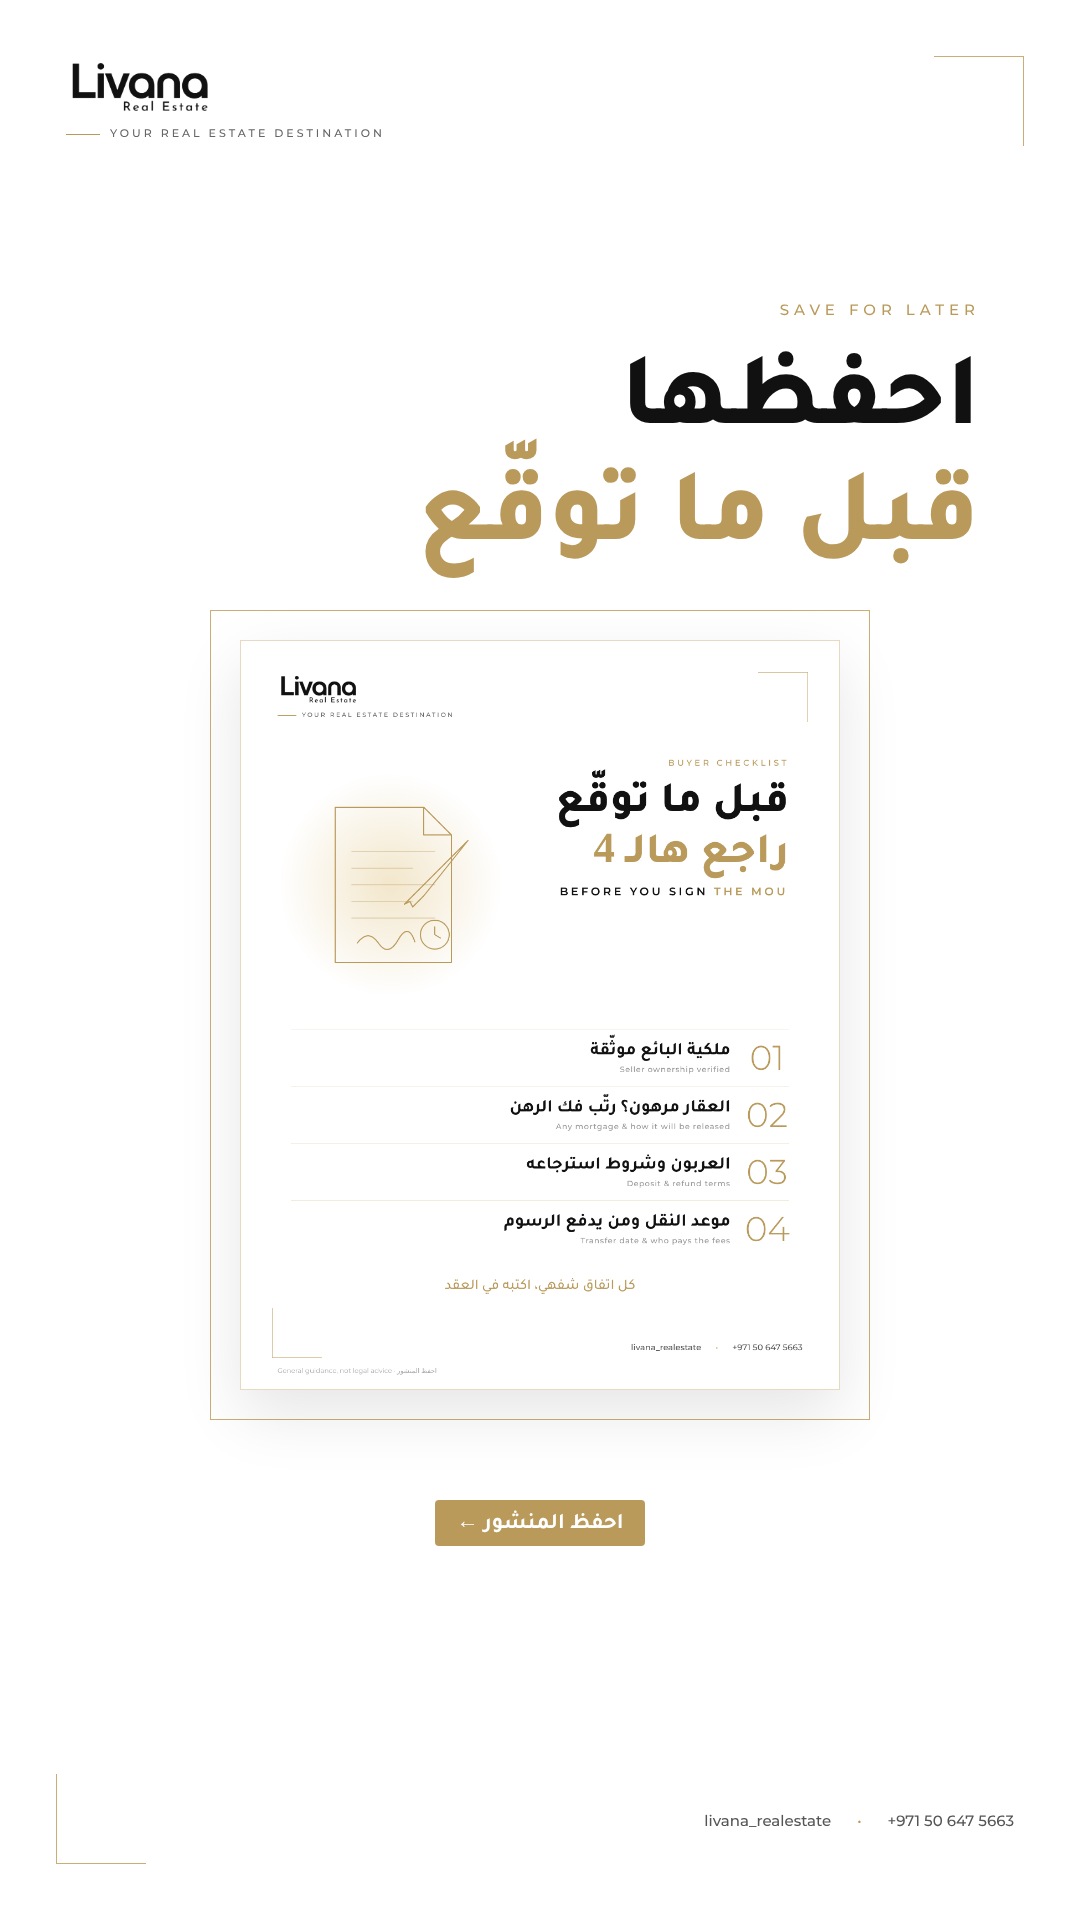 Livana
Real Estate
YOUR REAL ESTATE DESTINATION
SAVE FOR LATER
احفظها
قبل ما توقّع
Livana
Real Estate
YOUR REAL ESTATE DESTINATION
BUYER CHECKLIST
قبل ما توقّع
راجع هالـ 4
BEFORE YOU SIGN THE MOU
01 ملكية البائع موثّقة
Seller ownership verified
02 العقار مرهون؟ رتّب فك الرهن
Any mortgage & how it will be released
03 العربون وشروط استرجاعه
Deposit & refund terms
04 موعد النقل ومن يدفع الرسوم
Transfer date & who pays the fees
كل اتفاق شفهي، اكتبه في العقد
livana_realestate · +971 50 647 5663
General guidance, not legal advice · احفظ المنشور
احفظ المنشور ←
livana_realestate · +971 50 647 5663